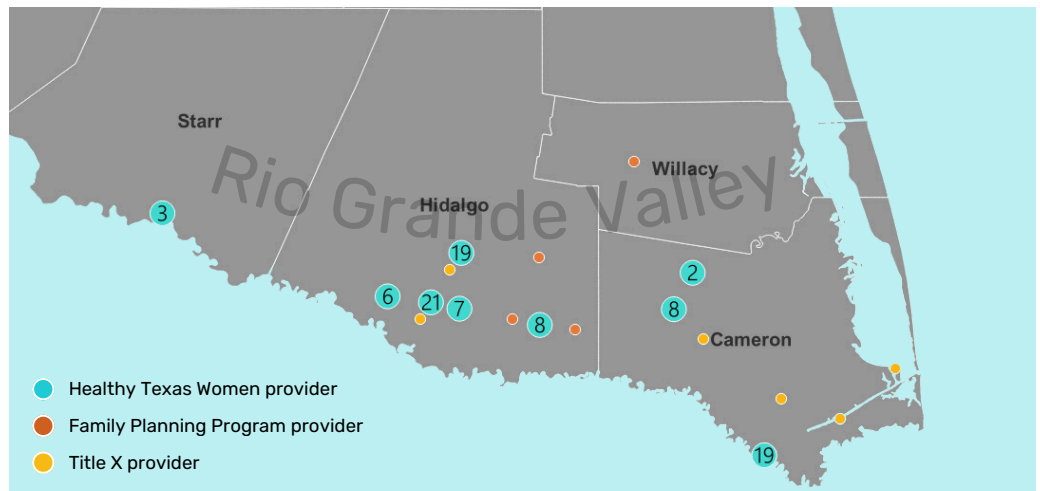 Starr
Willacy
Rio Grande Valley
Hidalgo
3
19
2
6
21
7
8
8
Cameron
Healthy Texas Women provider
Family Planning Program provider
Title X provider
19